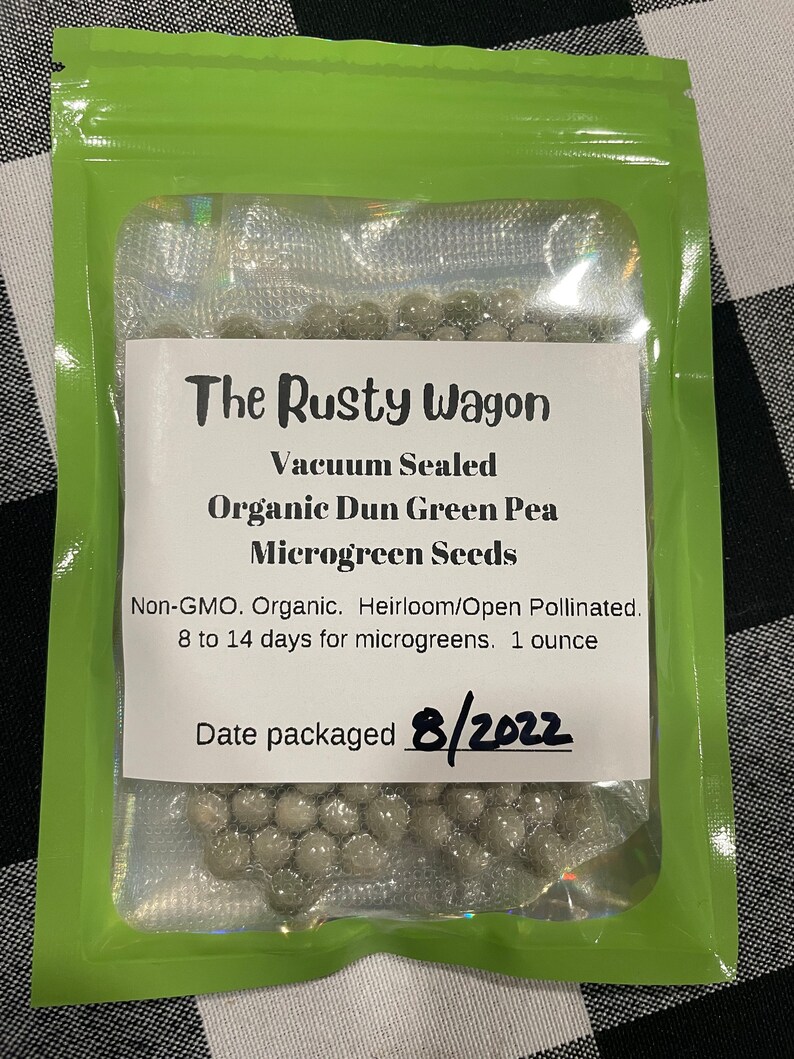 The Rusty Wagon
Vacuum Sealed
Organic Dun Green Pea
Microgreen Seeds
Non-GMO. Organic. Heirloom/Open Pollinated.
8 to 14 days for microgreens. 1 ounce
Date packaged 8/2022